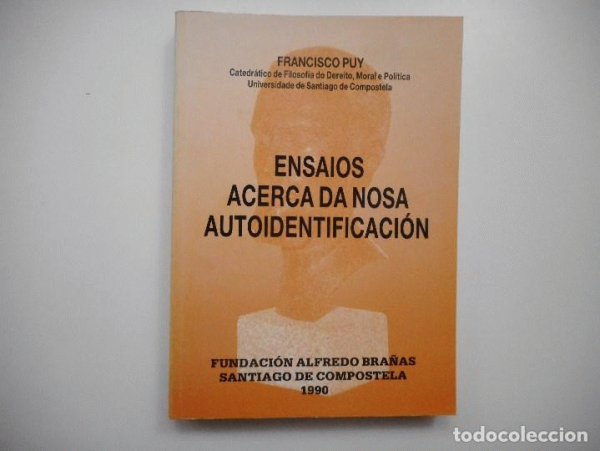 FRANCISCO PUY
Catedrático de Filosofía do Dereito, Moral e Política
Universidade de Santiago de Compostela
ENSAIOS
ACERCA DA NOSA
AUTOIDENTIFICACIÓN
FUNDACIÓN ALFREDO BRAÑAS
SANTIAGO DE COMPOSTELA
1990
todocoleccion